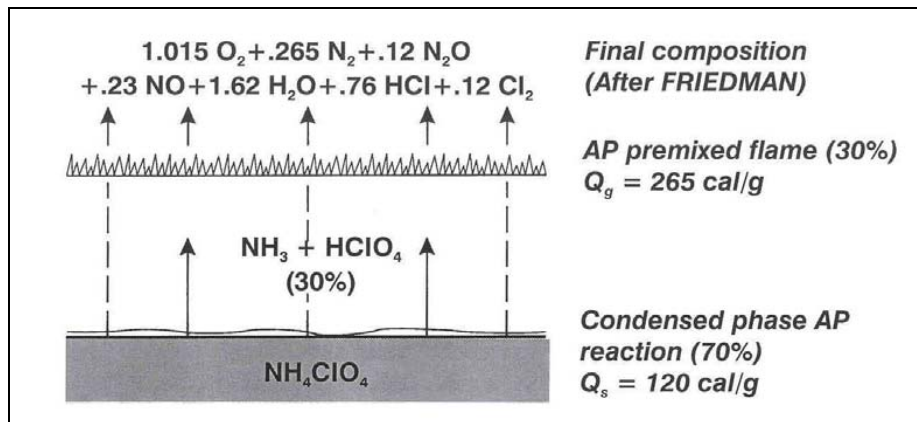 1.015 O₂+.265 N₂+.12 N₂O
+.23 NO+1.62 H₂O+.76 HCl+.12 Cl₂
Final composition
(After FRIEDMAN)
AP premixed flame (30%)
Q_g = 265 cal/g
NH₃ + HClO₄
(30%)
Condensed phase AP
reaction (70%)
Qₛ = 120 cal/g
NH₄ClO₄